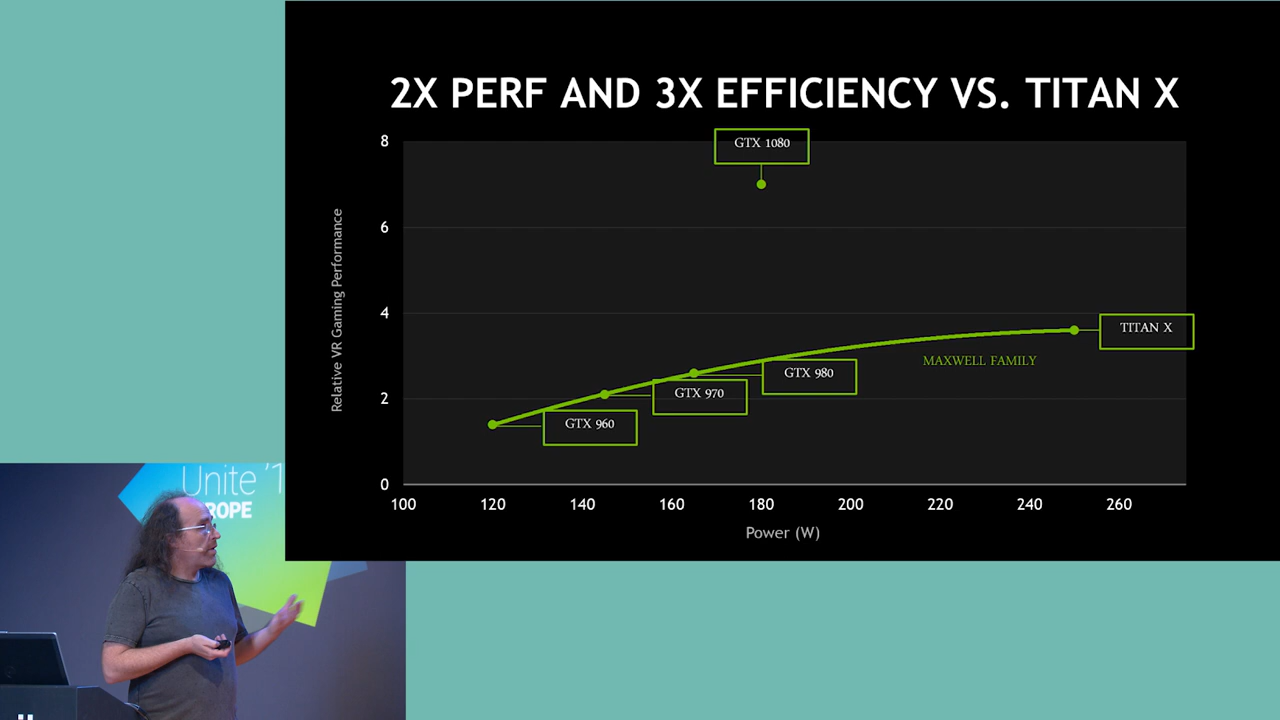 2X PERF AND 3X EFFICIENCY VS. TITAN X
8
6
4
2
0
Relative VR Gaming Performance
GTX 1080
TITAN X
MAXWELL FAMILY
GTX 980
GTX 970
GTX 960
100 120 140 160 180 200 220 240 260
Power (W)
Unite '1
ROPE